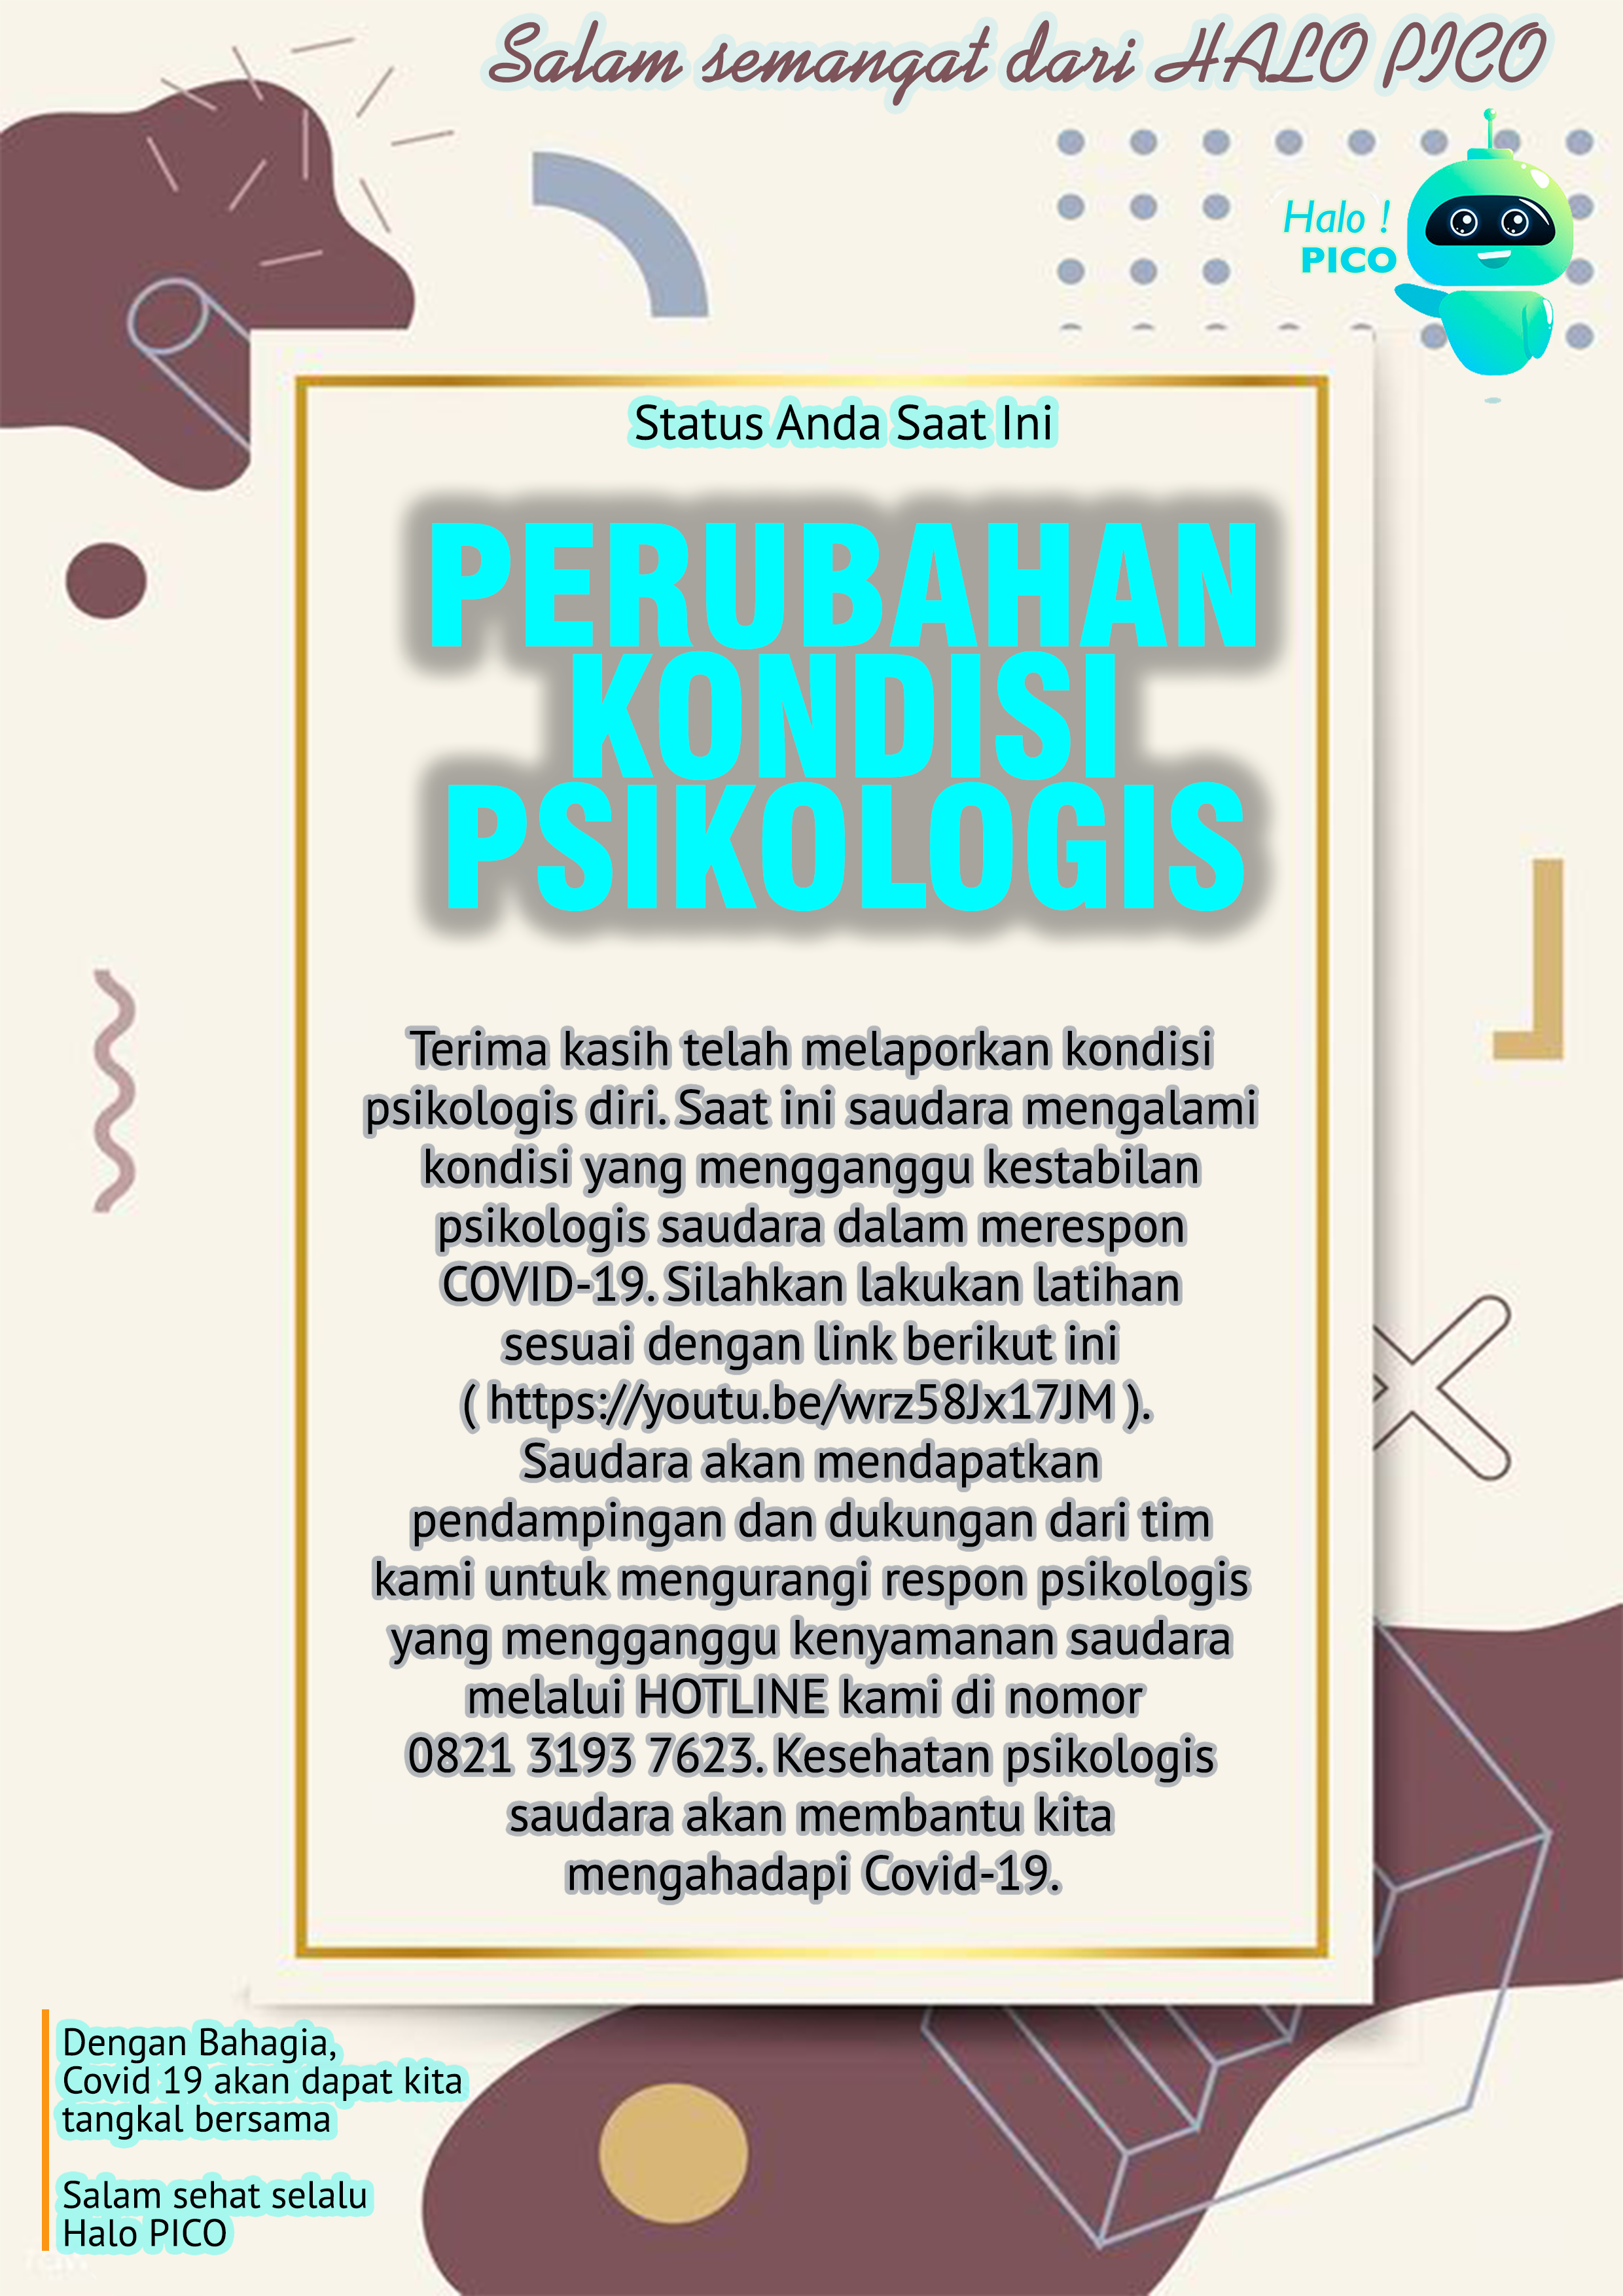 Salam semangat dari HALO PICO
Halo !
PICO
Status Anda Saat Ini
PERUBAHAN
KONDISI
PSIKOLOGIS
Terima kasih telah melaporkan kondisi
psikologis diri. Saat ini saudara mengalami
kondisi yang mengganggu kestabilan
psikologis saudara dalam merespon
COVID-19. Silahkan lakukan latihan
sesuai dengan link berikut ini
( https://youtu.be/wrz58Jx17JM ).
Saudara akan mendapatkan
pendampingan dan dukungan dari tim
kami untuk mengurangi respon psikologis
yang mengganggu kenyamanan saudara
melalui HOTLINE kami di nomor
0821 3193 7623. Kesehatan psikologis
saudara akan membantu kita
mengahadapi Covid-19.
Dengan Bahagia,
Covid 19 akan dapat kita
tangkal bersama
Salam sehat selalu
Halo PICO